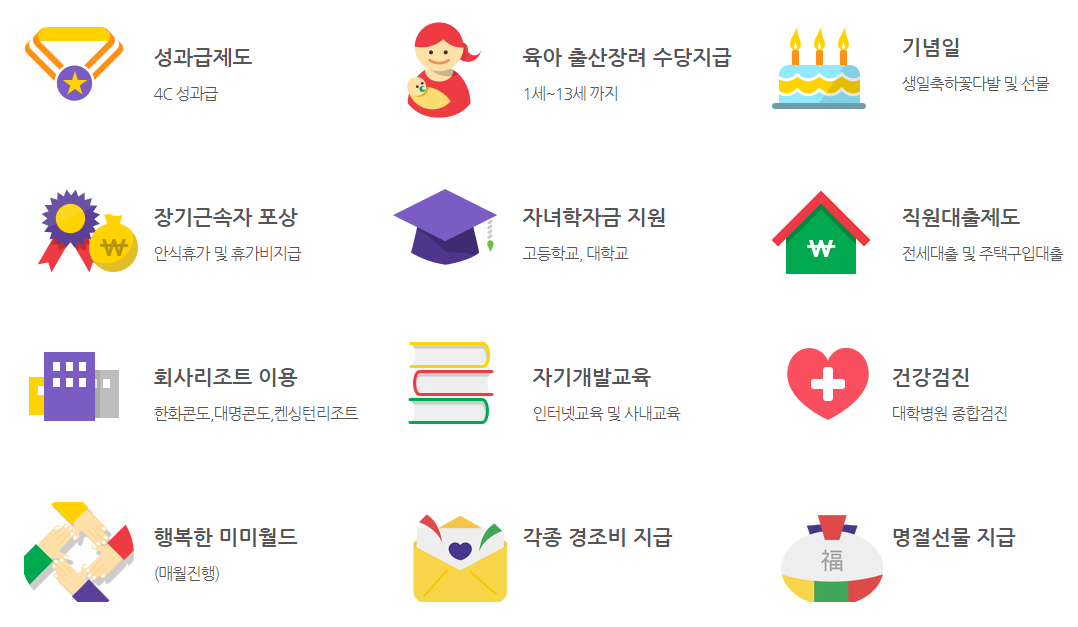 성과급제도
4C 성과급
육아 출산장려 수당지급
1세~13세 까지
기념일
생일축하꽃다발 및 선물
장기근속자 포상
안식휴가 및 휴가비지급
₩
자녀학자금 지원
고등학교, 대학교
직원대출제도
전세대출 및 주택구입대출
₩
회사리조트 이용
한화콘도,대명콘도,켄싱턴리조트
자기개발교육
인터넷교육 및 사내교육
건강검진
대학병원 종합검진
행복한 미미월드
(매월진행)
각종 경조비 지급
명절선물 지급
福